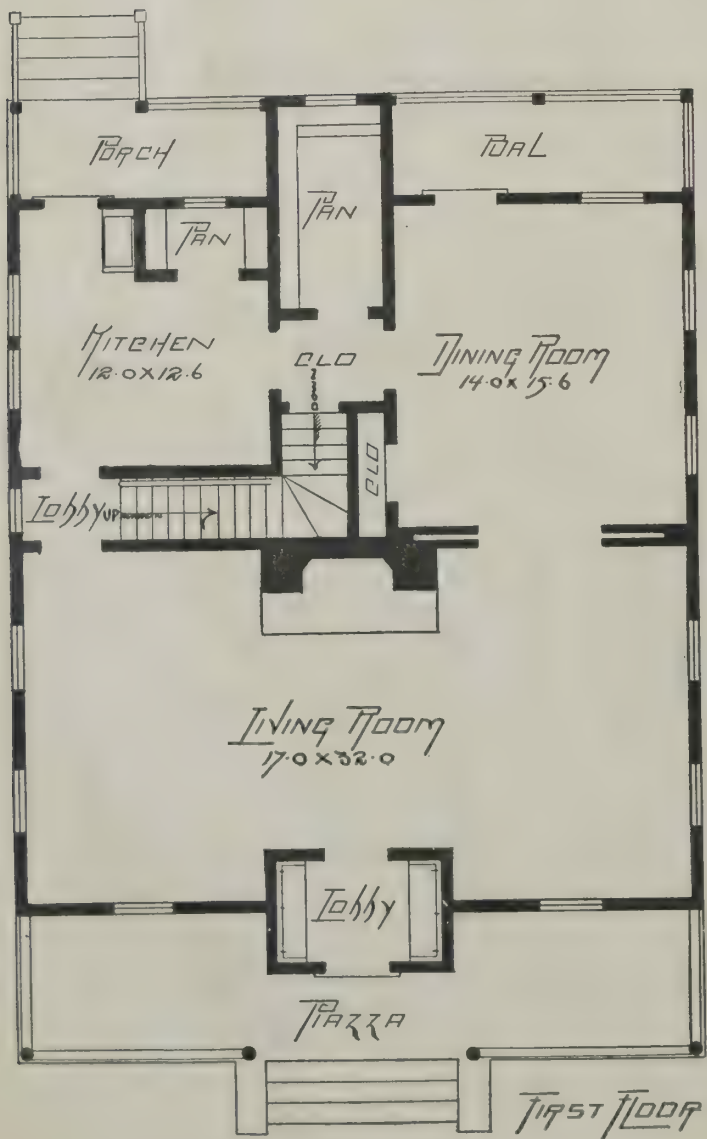 PORCH
BAL
PAN
PAN
KITCHEN
12.0 X 12.6
CLO
DINING ROOM
14.0 X 15.6
CLO
Lobby UP
LIVING ROOM
17.0 X 32.0
Lobby
PIAZZA
FIRST FLOOR